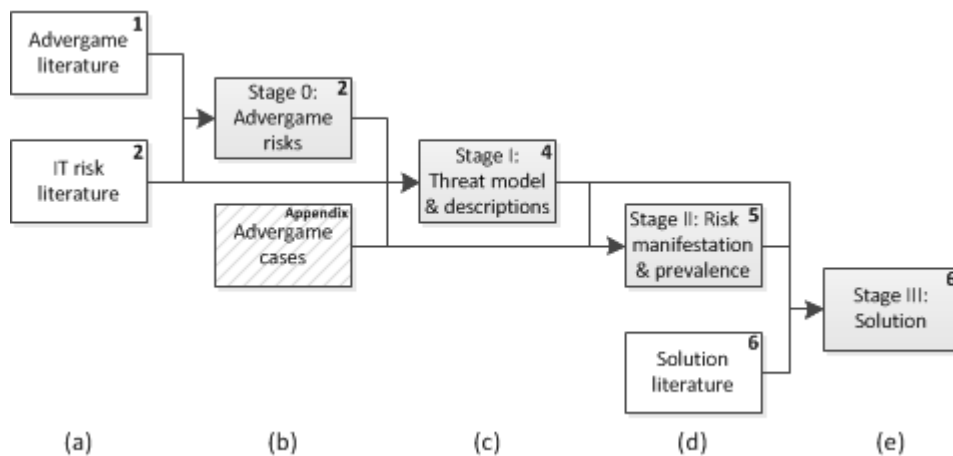 1
Advergame
literature
2
IT risk
literature
2
Stage 0:
Advergame
risks
Appendix
Advergame
cases
4
Stage I:
Threat model
& descriptions
5
Stage II: Risk
manifestation
& prevalence
6
Solution
literature
6
Stage III:
Solution
(a)
(b)
(c)
(d)
(e)